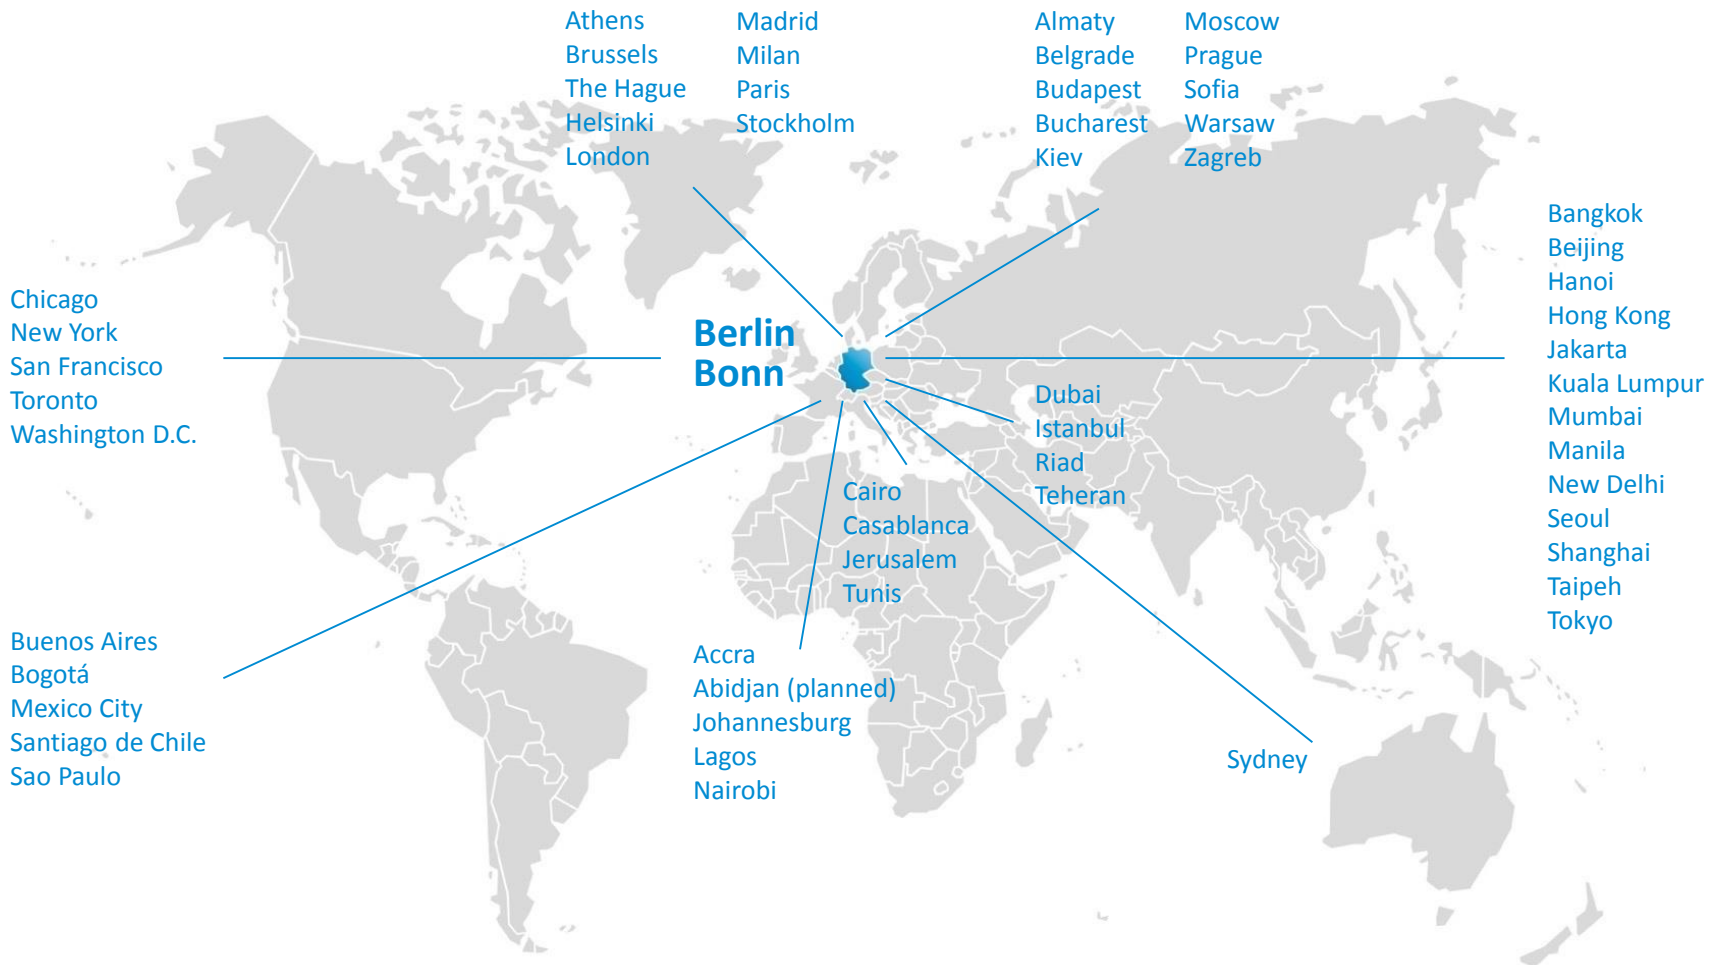 Athens
Brussels
The Hague
Helsinki
London
Madrid
Milan
Paris
Stockholm
Almaty
Belgrade
Budapest
Bucharest
Kiev
Moscow
Prague
Sofia
Warsaw
Zagreb
Chicago
New York
San Francisco
Toronto
Washington D.C.
Berlin
Bonn
Bangkok
Beijing
Hanoi
Hong Kong
Jakarta
Kuala Lumpur
Mumbai
Manila
New Delhi
Seoul
Shanghai
Taipeh
Tokyo
Dubai
Istanbul
Riad
Teheran
Cairo
Casablanca
Jerusalem
Tunis
Buenos Aires
Bogotá
Mexico City
Santiago de Chile
Sao Paulo
Accra
Abidjan (planned)
Johannesburg
Lagos
Nairobi
Sydney